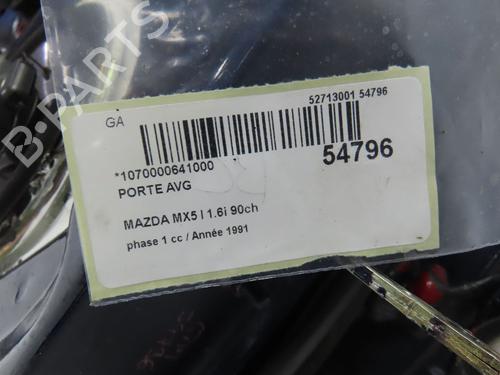 B-PARTS
GA
52713001 54796
*1070000641000
54796
PORTE AVG
MAZDA MX5 I 1.6i 90ch
phase 1 cc / Année 1991